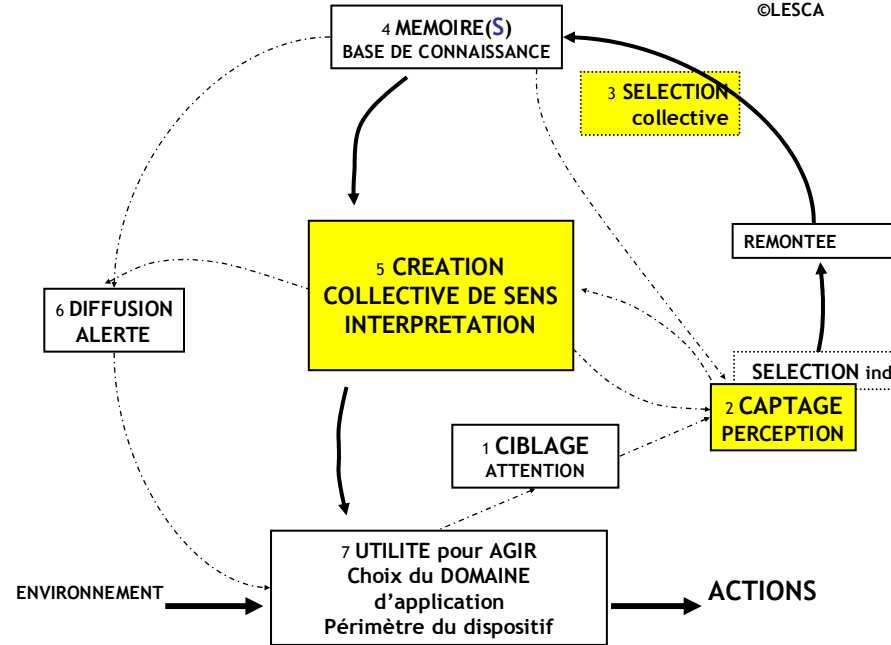 ©LESCA
4 MEMOIRE(S)
BASE DE CONNAISSANCE
3 SELECTION
collective
REMONTEE
5 CREATION
COLLECTIVE DE SENS
INTERPRETATION
6 DIFFUSION
ALERTE
SELECTION ind
2 CAPTAGE
PERCEPTION
1 CIBLAGE
ATTENTION
7 UTILITE pour AGIR
Choix du DOMAINE
d'application
Périmètre du dispositif
ENVIRONNEMENT
ACTIONS